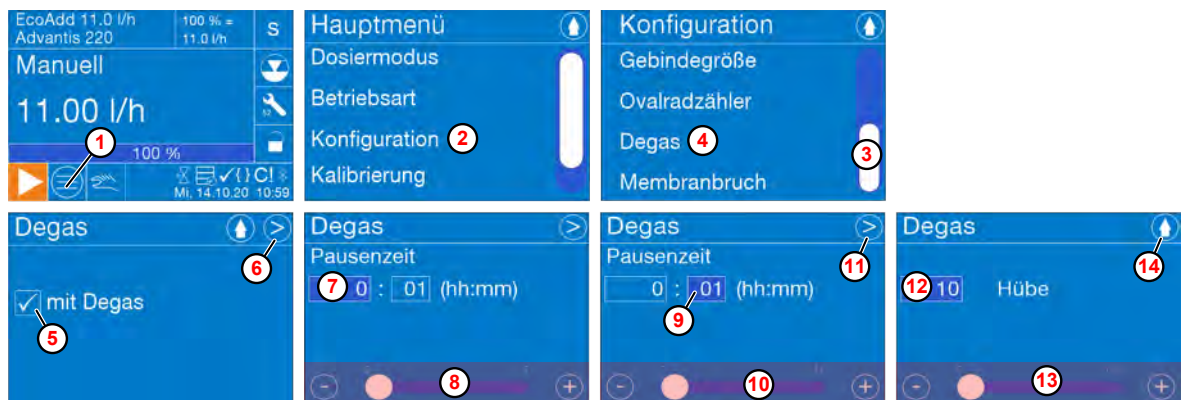 EcoAdd 11.0 l/h
Advantis 220
100 % =
11.0 l/h
S
Manuell
11.00 l/h
1
100 %
C!
Mi, 14.10.20 10:59
Hauptmenü
Dosiermodus
Betriebsart
Konfiguration 2
Kalibrierung
Konfiguration
Gebindegröße
Ovalradzähler
Degas 4
3
Membranbruch
Degas
6
mit Degas
5
Degas
Pausenzeit
7 0 : 01 (hh:mm)
8
Degas
11
Pausenzeit
0 : 01 (hh:mm)
9
10
Degas
14
12 10 Hübe
13